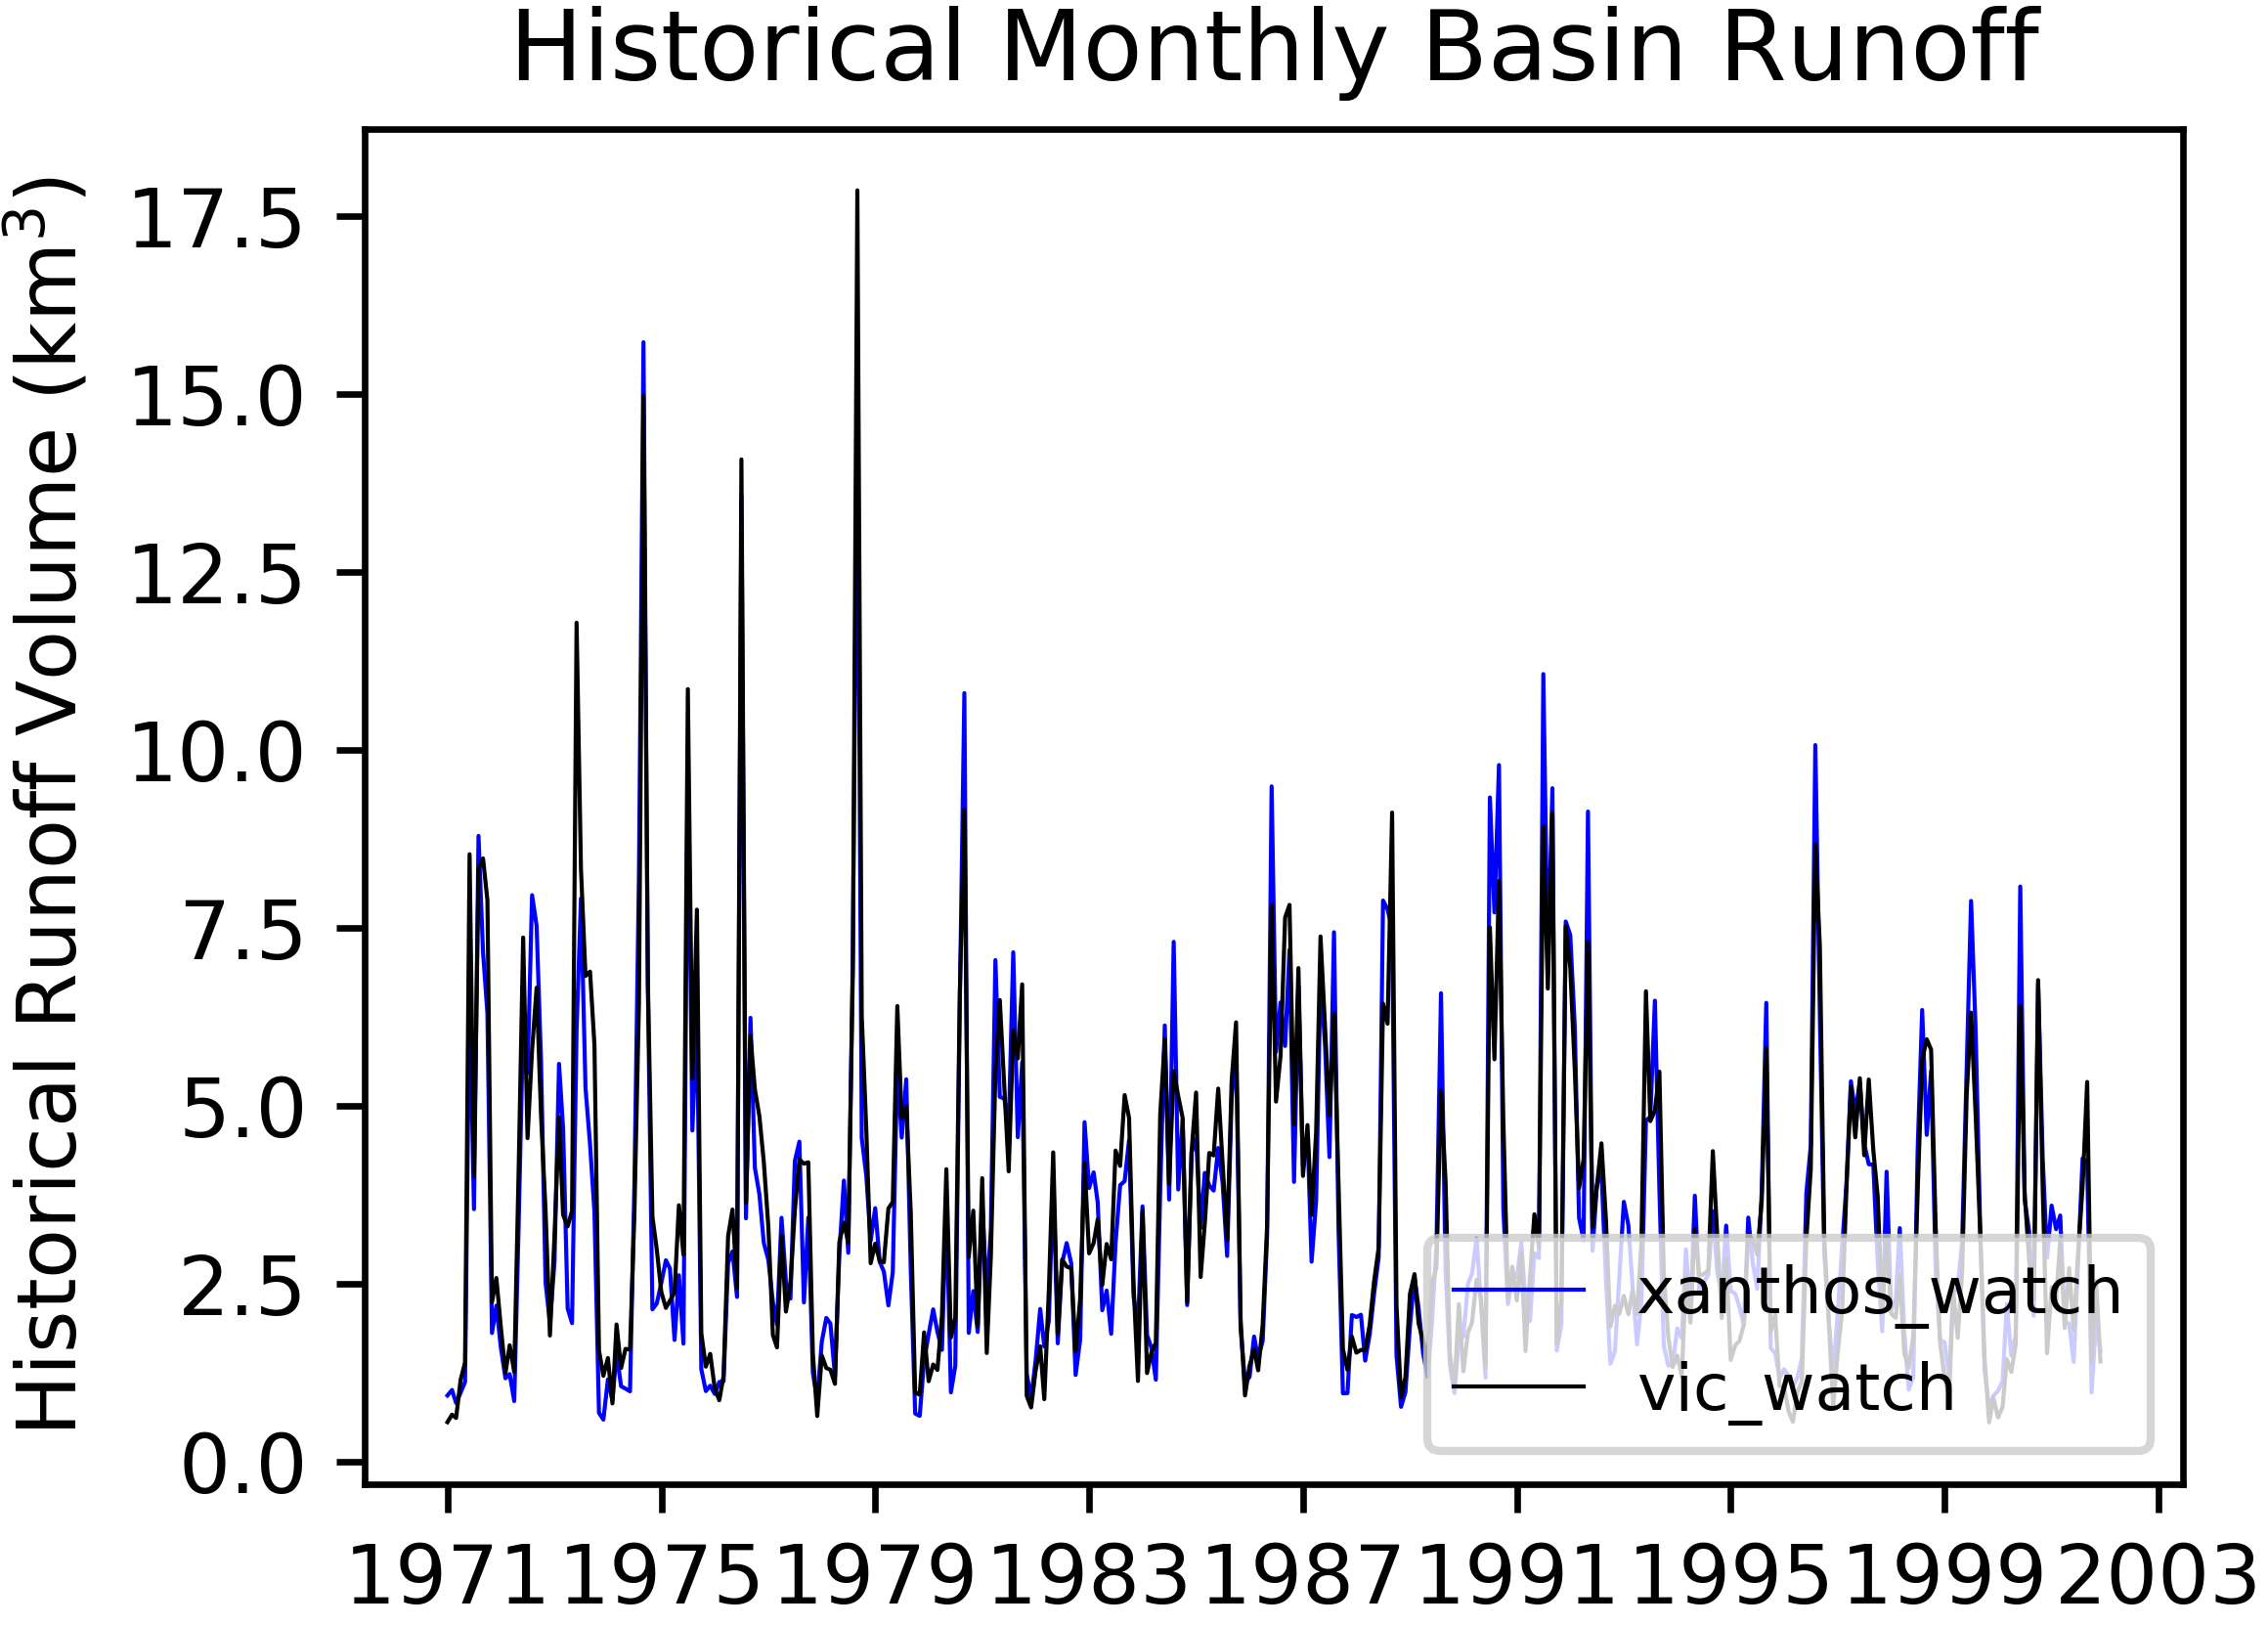 Historical Monthly Basin Runoff
Historical Runoff Volume (km³)
17.5
15.0
12.5
10.0
7.5
5.0
2.5
0.0
xanthos_watch
vic_watch
1971 1975 1979 1983 1987 1991 1995 1999 2003